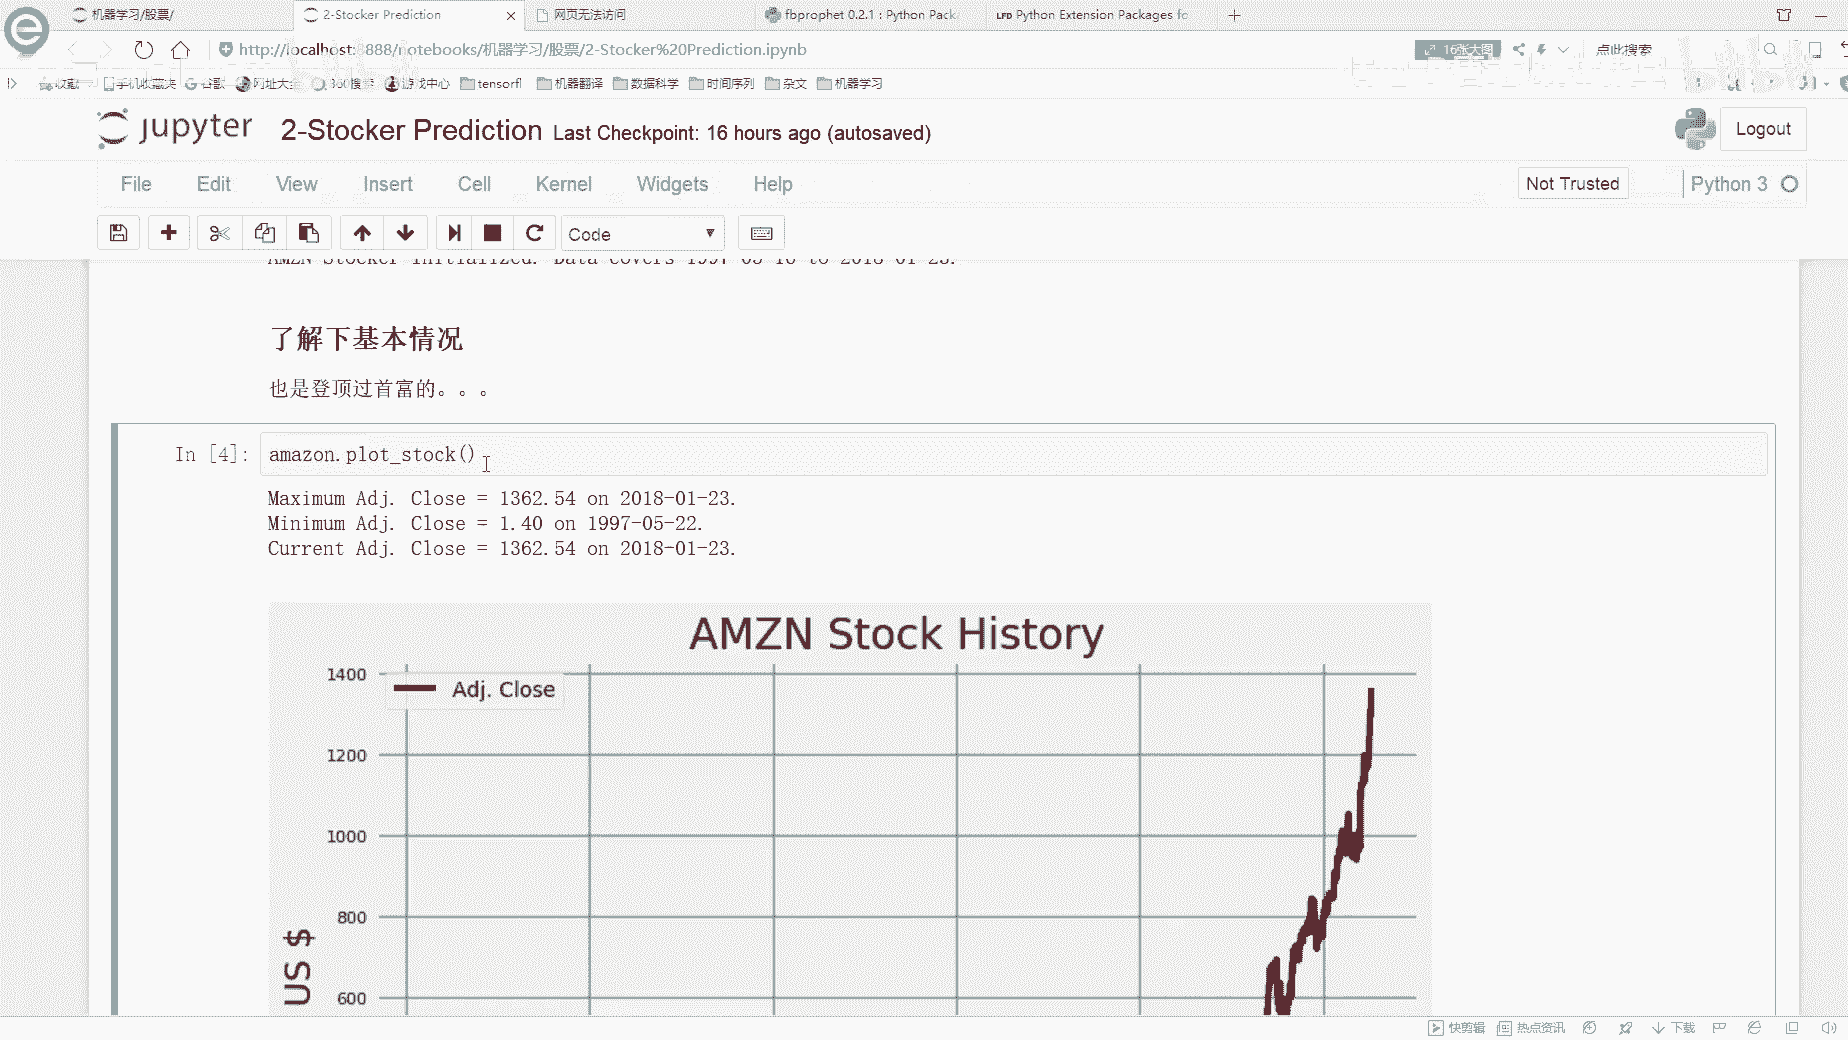 机器学习/股票/
2-Stocker Prediction
网页无法访问
fbprophet 0.2.1 : Python Pack
LFD Python Extension Packages fo
http://localhost:8888/notebooks/机器学习/股票/2-Stocker%20Prediction.ipynb
16张大图
点此搜索
收藏 手机收藏夹 谷歌 网址大全 360搜索 游戏中心 tensorfl 机器翻译 数据科学 时间序列 杂文 机器学习
jupyter 2-Stocker Prediction Last Checkpoint: 16 hours ago (autosaved)
Logout
File Edit View Insert Cell Kernel Widgets Help
Not Trusted
Python 3
Code
AMZN Stocker Initialized. Data covers 1997-05-16 to 2018-01-23.
了解下基本情况
也是登顶过首富的。。。
In [4]: amazon.plot_stock()
Maximum Adj. Close = 1362.54 on 2018-01-23.
Minimum Adj. Close = 1.40 on 1997-05-22.
Current Adj. Close = 1362.54 on 2018-01-23.
AMZN Stock History
Adj. Close
1400
1200
1000
800
600
US $
快剪辑 热点资讯 下载